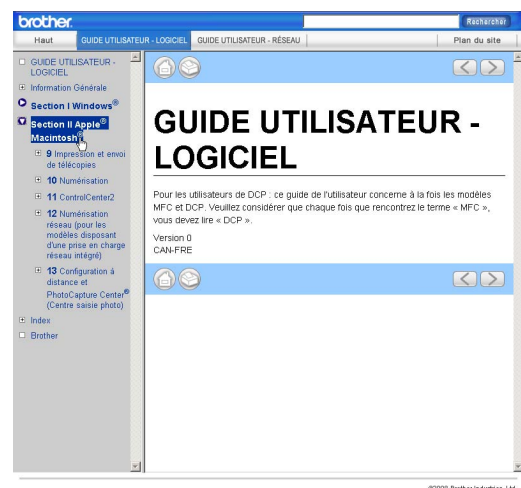 brother.
Rechercher
Haut
GUIDE UTILISATEUR - LOGICIEL
GUIDE UTILISATEUR - RÉSEAU
Plan du site
GUIDE UTILISATEUR -
LOGICIEL
Information Générale
Section I Windows®
Section II Apple®
Macintosh®
9 Impression et envoi
de télécopies
10 Numérisation
11 ControlCenter2
12 Numérisation
réseau (pour les
modèles disposant
d'une prise en charge
réseau intégré)
13 Configuration à
distance et
PhotoCapture Center®
(Centre saisie photo)
Index
Brother
GUIDE UTILISATEUR -
LOGICIEL
Pour les utilisateurs de DCP : ce guide de l'utilisateur concerne à la fois les modèles
MFC et DCP. Veuillez considérer que chaque fois que rencontrez le terme « MFC »,
vous devez lire « DCP ».
Version 0
CAN-FRE
Brother Industries, Ltd.